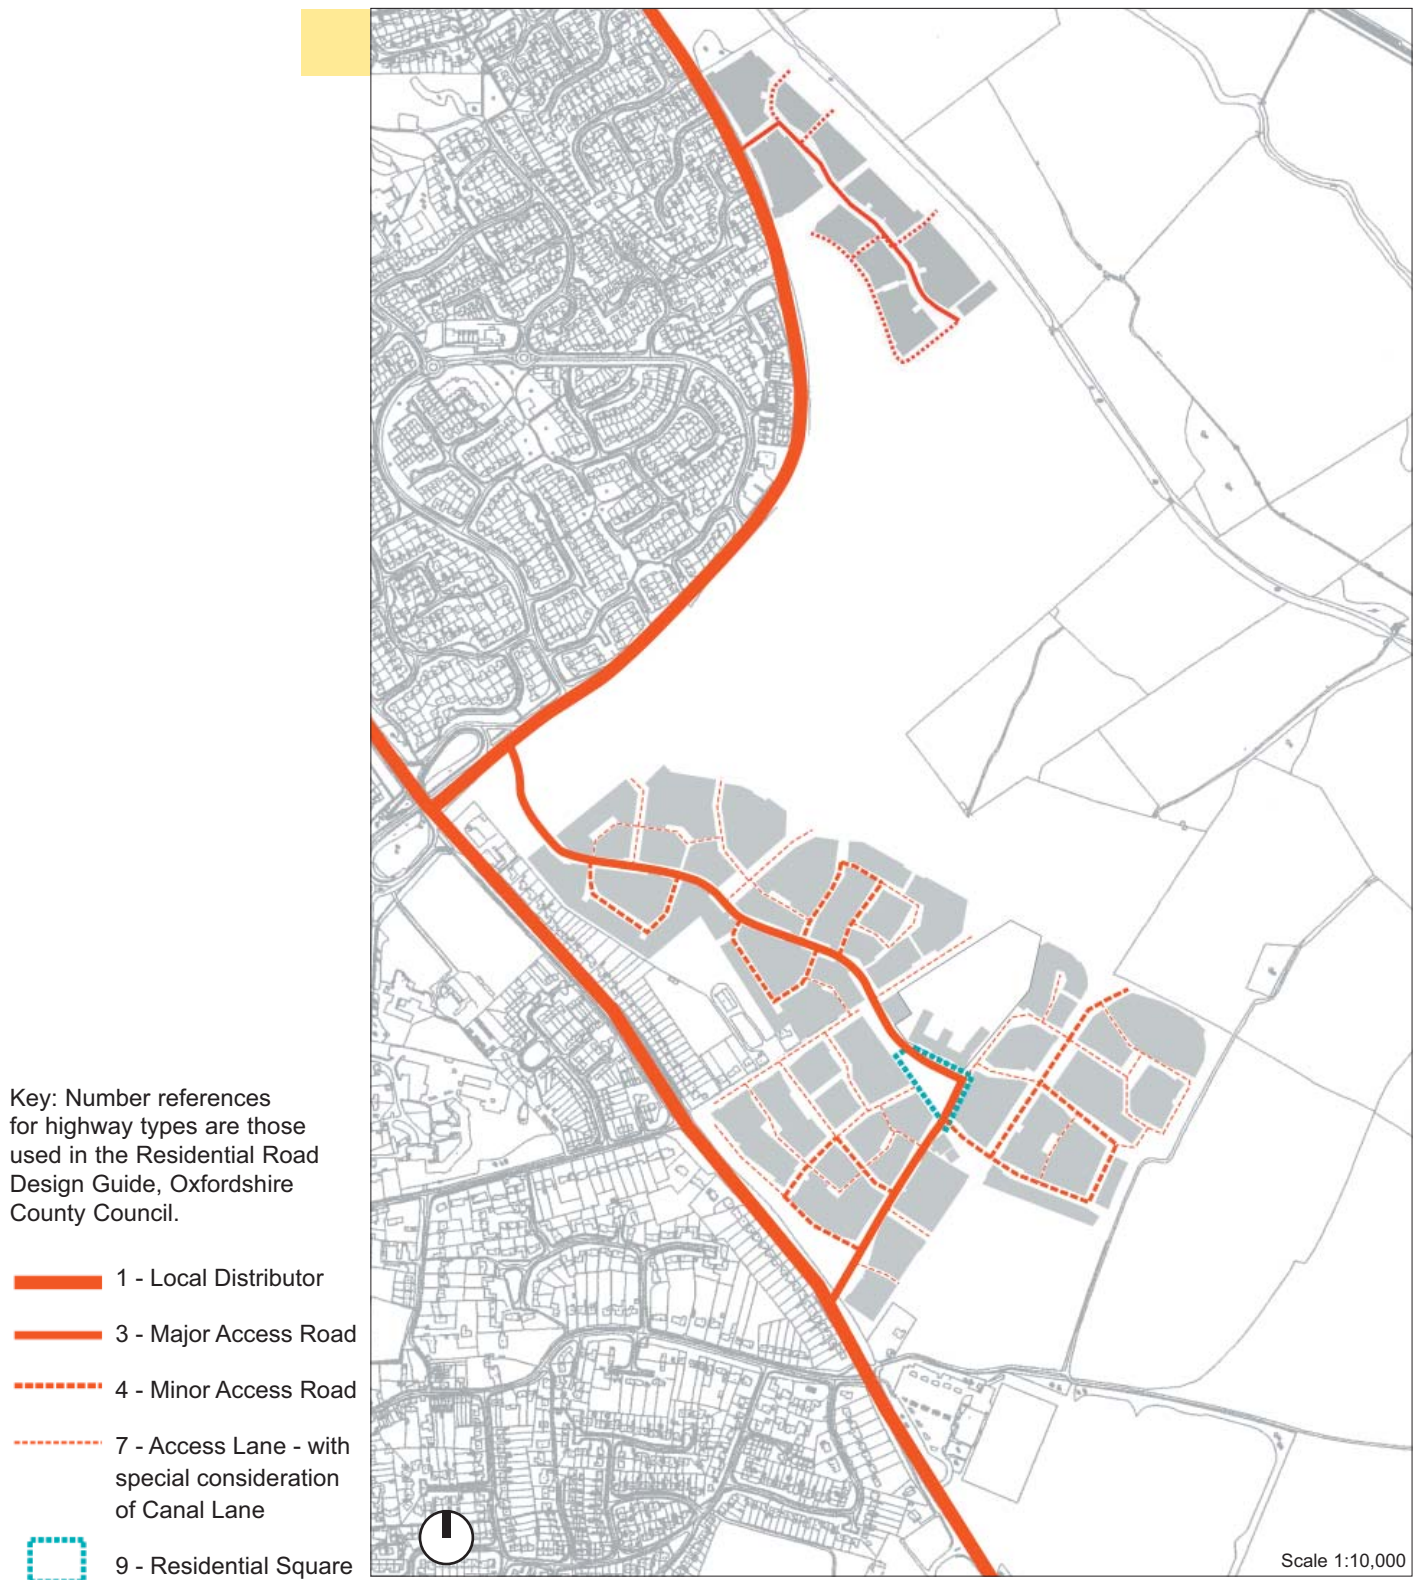 Key: Number references
for highway types are those
used in the Residential Road
Design Guide, Oxfordshire
County Council.
1 - Local Distributor
3 - Major Access Road
4 - Minor Access Road
7 - Access Lane - with
special consideration
of Canal Lane
9 - Residential Square
Scale 1:10,000